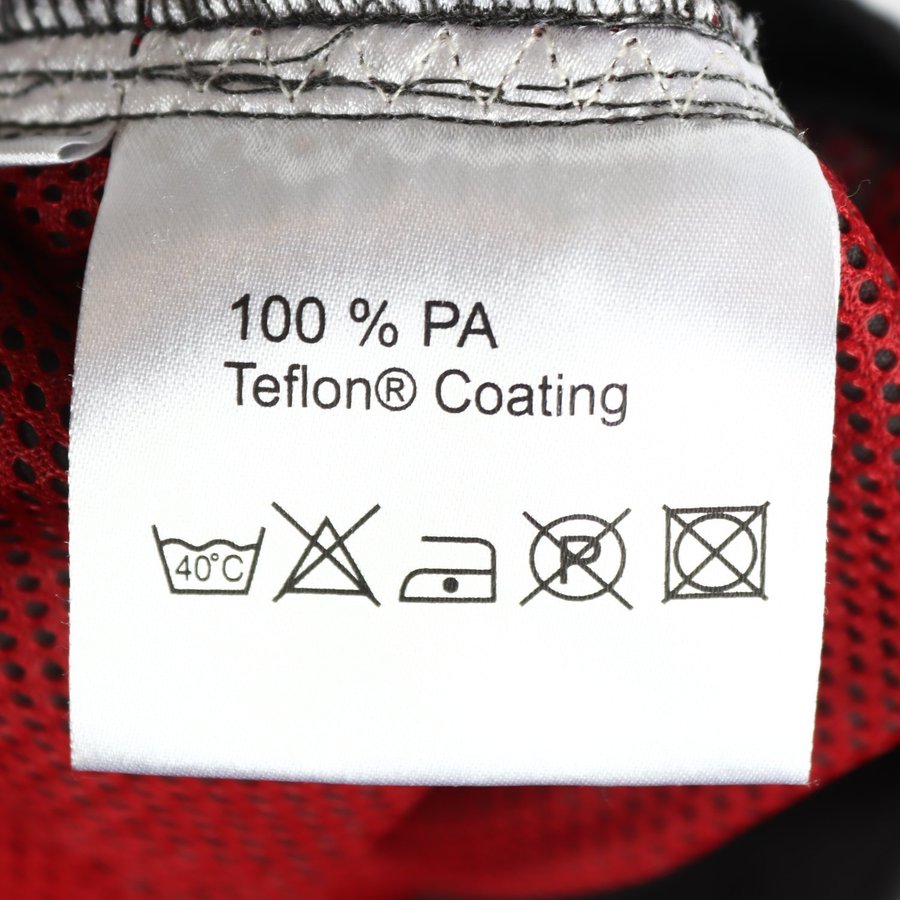 100 % PA
Teflon® Coating
40°C P